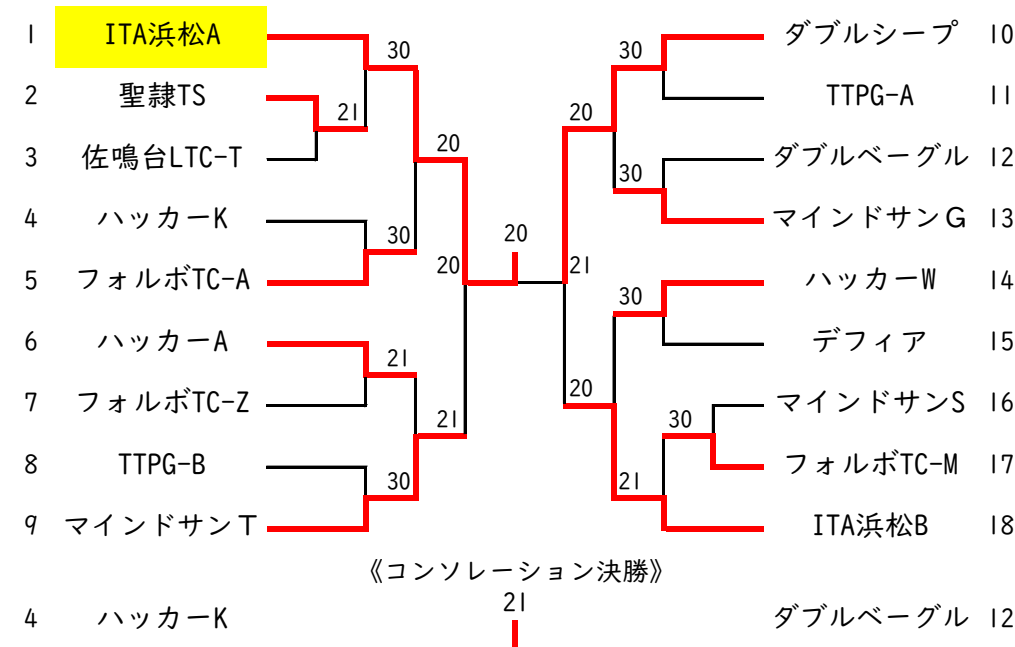 1 ITA浜松A
30
30
ダブルシープ 10
2 聖隷TS
21
20
TTPG-A 11
3 佐鳴台LTC-T
20
30
ダブルベーグル 12
4 ハッカーK
30
20
マインドサンG 13
5 フォルボTC-A
20
21
30
ハッカーW 14
6 ハッカーA
21
20
デフィア 15
7 フォルボTC-Z
21
30
マインドサンS 16
8 TTPG-B
30
21
フォルボTC-M 17
9 マインドサンT
ITA浜松B 18
《コンソレーション決勝》
21
4 ハッカーK
ダブルベーグル 12